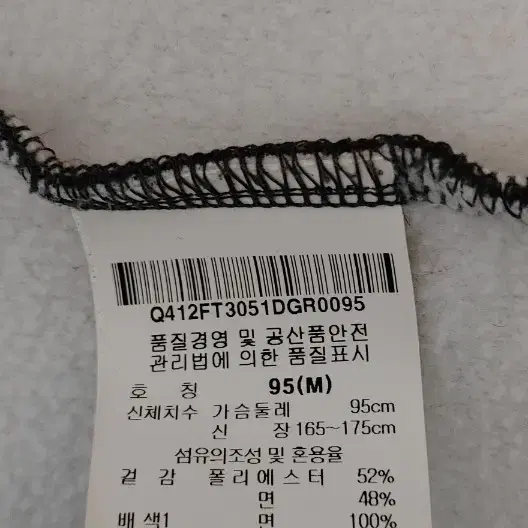 Q412FT3051DGR0095
품질경영 및 공산품안전
관리법에 의한 품질표시
호 칭 95(M)
신체치수 가슴둘레 95cm
신 장 165~175cm
섬유의조성 및 혼용율
겉 감 폴리에스터 52%
면 48%
배 색1 면 100%